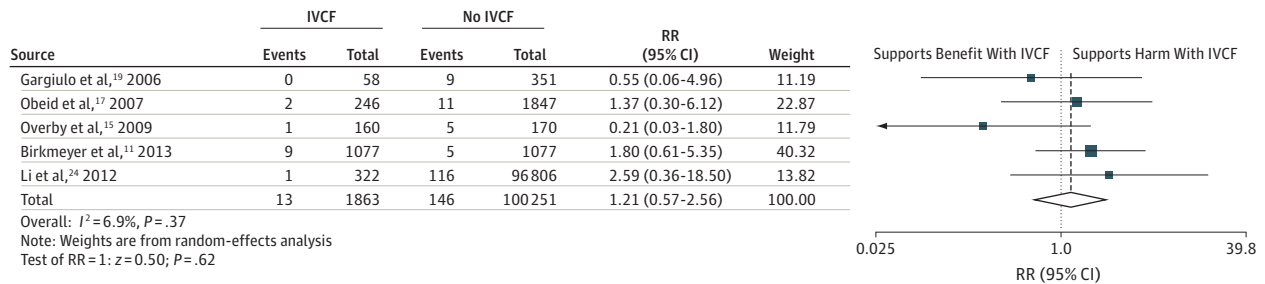 IVCF No IVCF
Source Events Total Events Total RR (95% CI) Weight
Supports Benefit With IVCF Supports Harm With IVCF
Gargiulo et al,19 2006 0 58 9 351 0.55 (0.06-4.96) 11.19
Obeid et al,17 2007 2 246 11 1847 1.37 (0.30-6.12) 22.87
Overby et al,15 2009 1 160 5 170 0.21 (0.03-1.80) 11.79
Birkmeyer et al,11 2013 9 1077 5 1077 1.80 (0.61-5.35) 40.32
Li et al,24 2012 1 322 116 96806 2.59 (0.36-18.50) 13.82
Total 13 1863 146 100251 1.21 (0.57-2.56) 100.00
Overall: I2=6.9%, P=.37
Note: Weights are from random-effects analysis
Test of RR=1: z=0.50; P=.62
0.025 1.0 39.8
RR (95% CI)